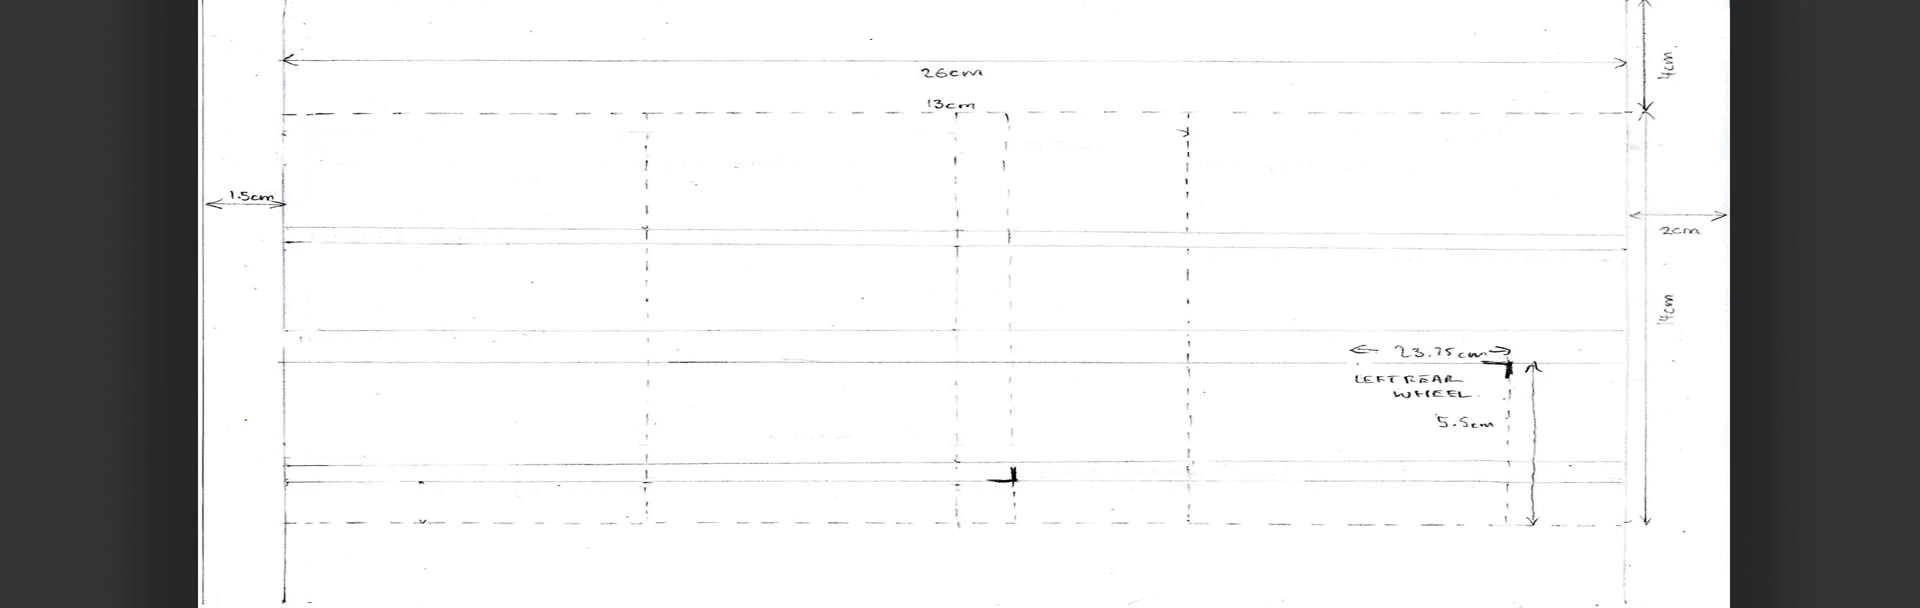 26cm
4cm
13cm
1.5cm
2cm
14cm
23.75cm
LEFT REAR
WHEEL.
5.5cm